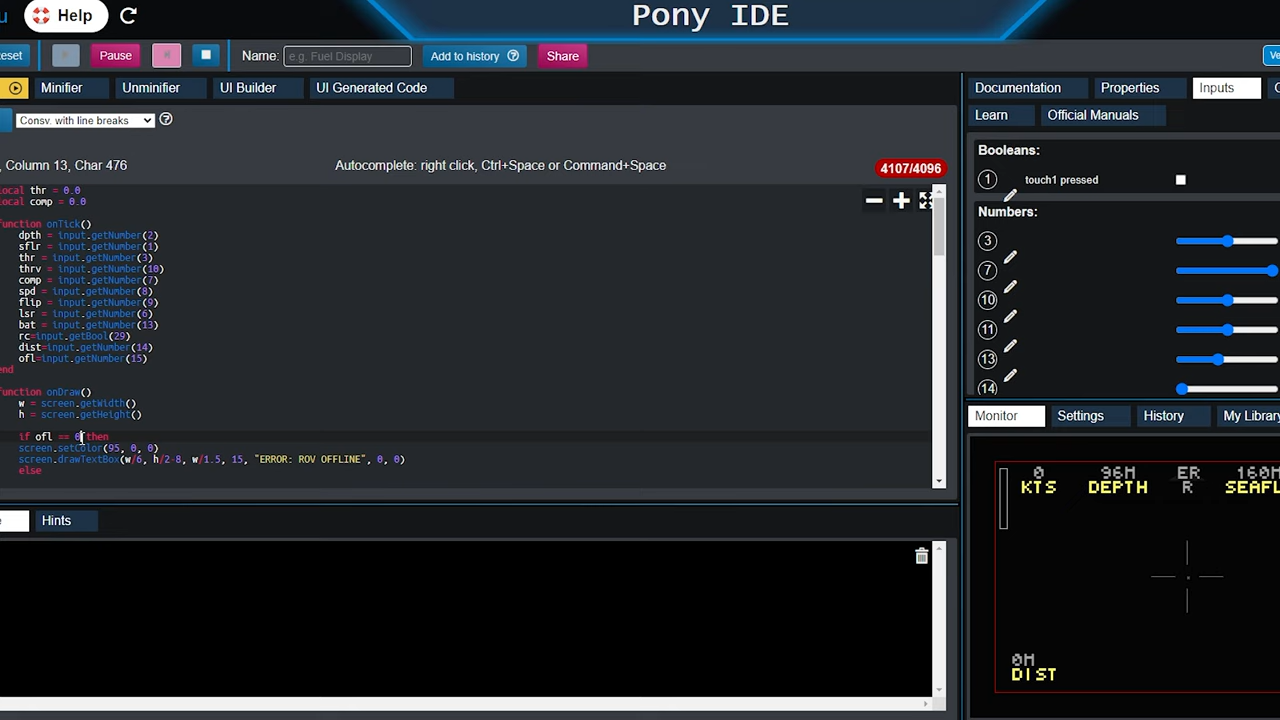 u
Help
Pony IDE
eset
Pause
Name:
e.g. Fuel Display
Add to history
Share
Ve
Minifier
Unminifier
UI Builder
UI Generated Code
Documentation
Properties
Inputs
Consv. with line breaks
Learn
Official Manuals
, Column 13, Char 476
Autocomplete: right click, Ctrl+Space or Command+Space
4107/4096
ocal thr = 0.0
ocal comp = 0.0
function onTick()
dpth = input.getNumber(2)
sflr = input.getNumber(1)
thr = input.getNumber(3)
thrv = input.getNumber(10)
comp = input.getNumber(7)
spd = input.getNumber(8)
flip = input.getNumber(9)
lsr = input.getNumber(6)
bat = input.getNumber(13)
rc=input.getBool(29)
dist=input.getNumber(14)
ofl=input.getNumber(15)
end
function onDraw()
w = screen.getWidth()
h = screen.getHeight()
if ofl == 0 then
screen.setColor(95, 0, 0)
screen.drawTextBox(w/6, h/2-8, w/1.5, 15, "ERROR: ROV OFFLINE", 0, 0)
else
Booleans:
1
touch1 pressed
Numbers:
3
7
10
11
13
14
Monitor
Settings
History
My Library
Hints
0 96M ER 160M
KTS DEPTH R SEAFL
0M
DIST